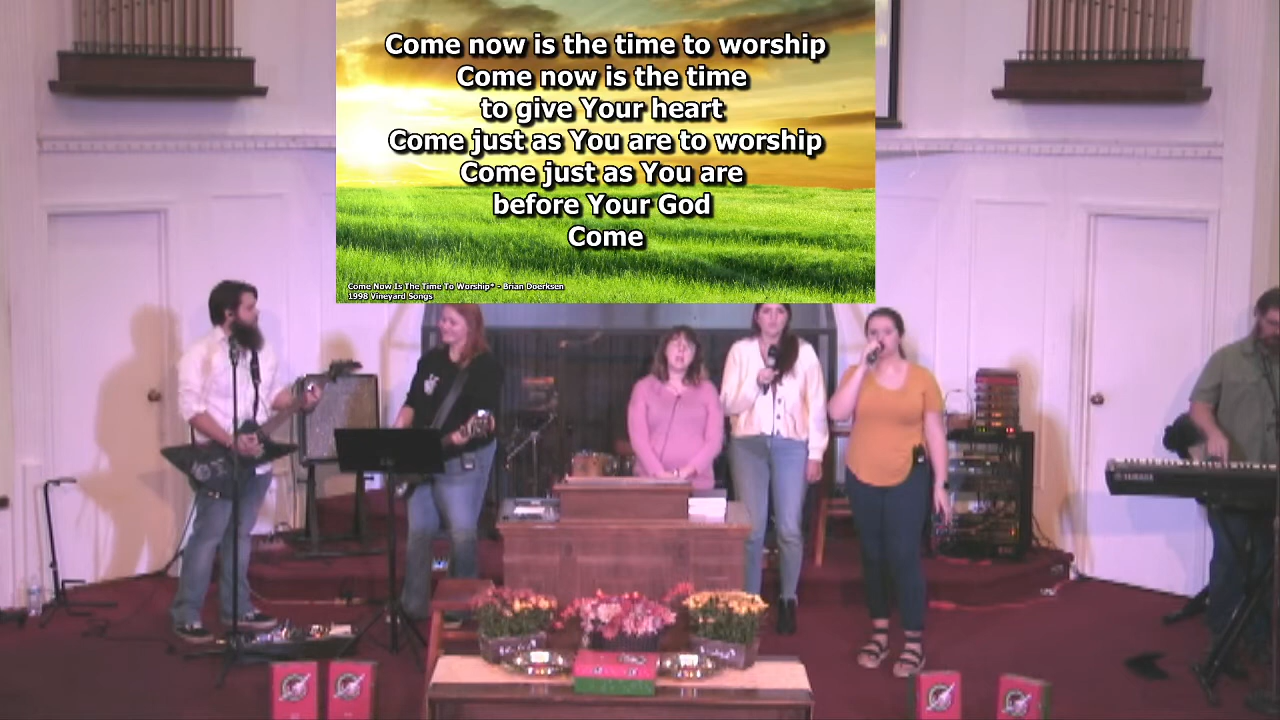 Come now is the time to worship
Come now is the time
to give Your heart
Come just as You are to worship
Come just as You are
before Your God
Come
Come Now Is The Time To Worship* - Brian Doerksen
1998 Vineyard Songs
YAMAHA